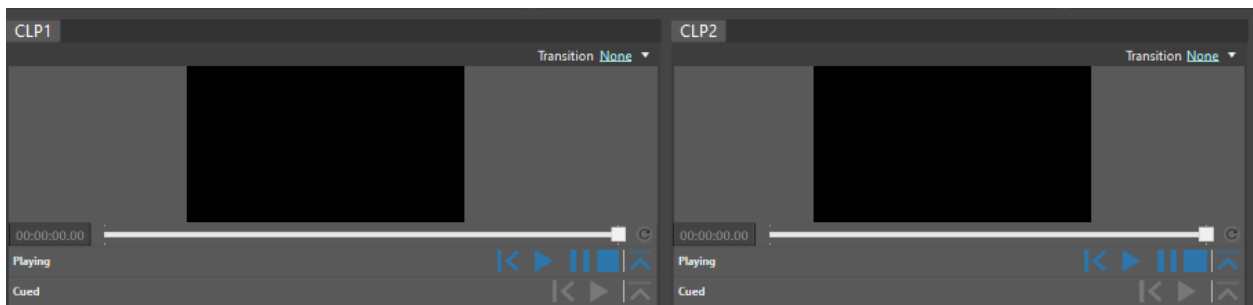 CLP1
Transition None
00:00:00.00
Playing
Cued
CLP2
Transition None
00:00:00.00
Playing
Cued